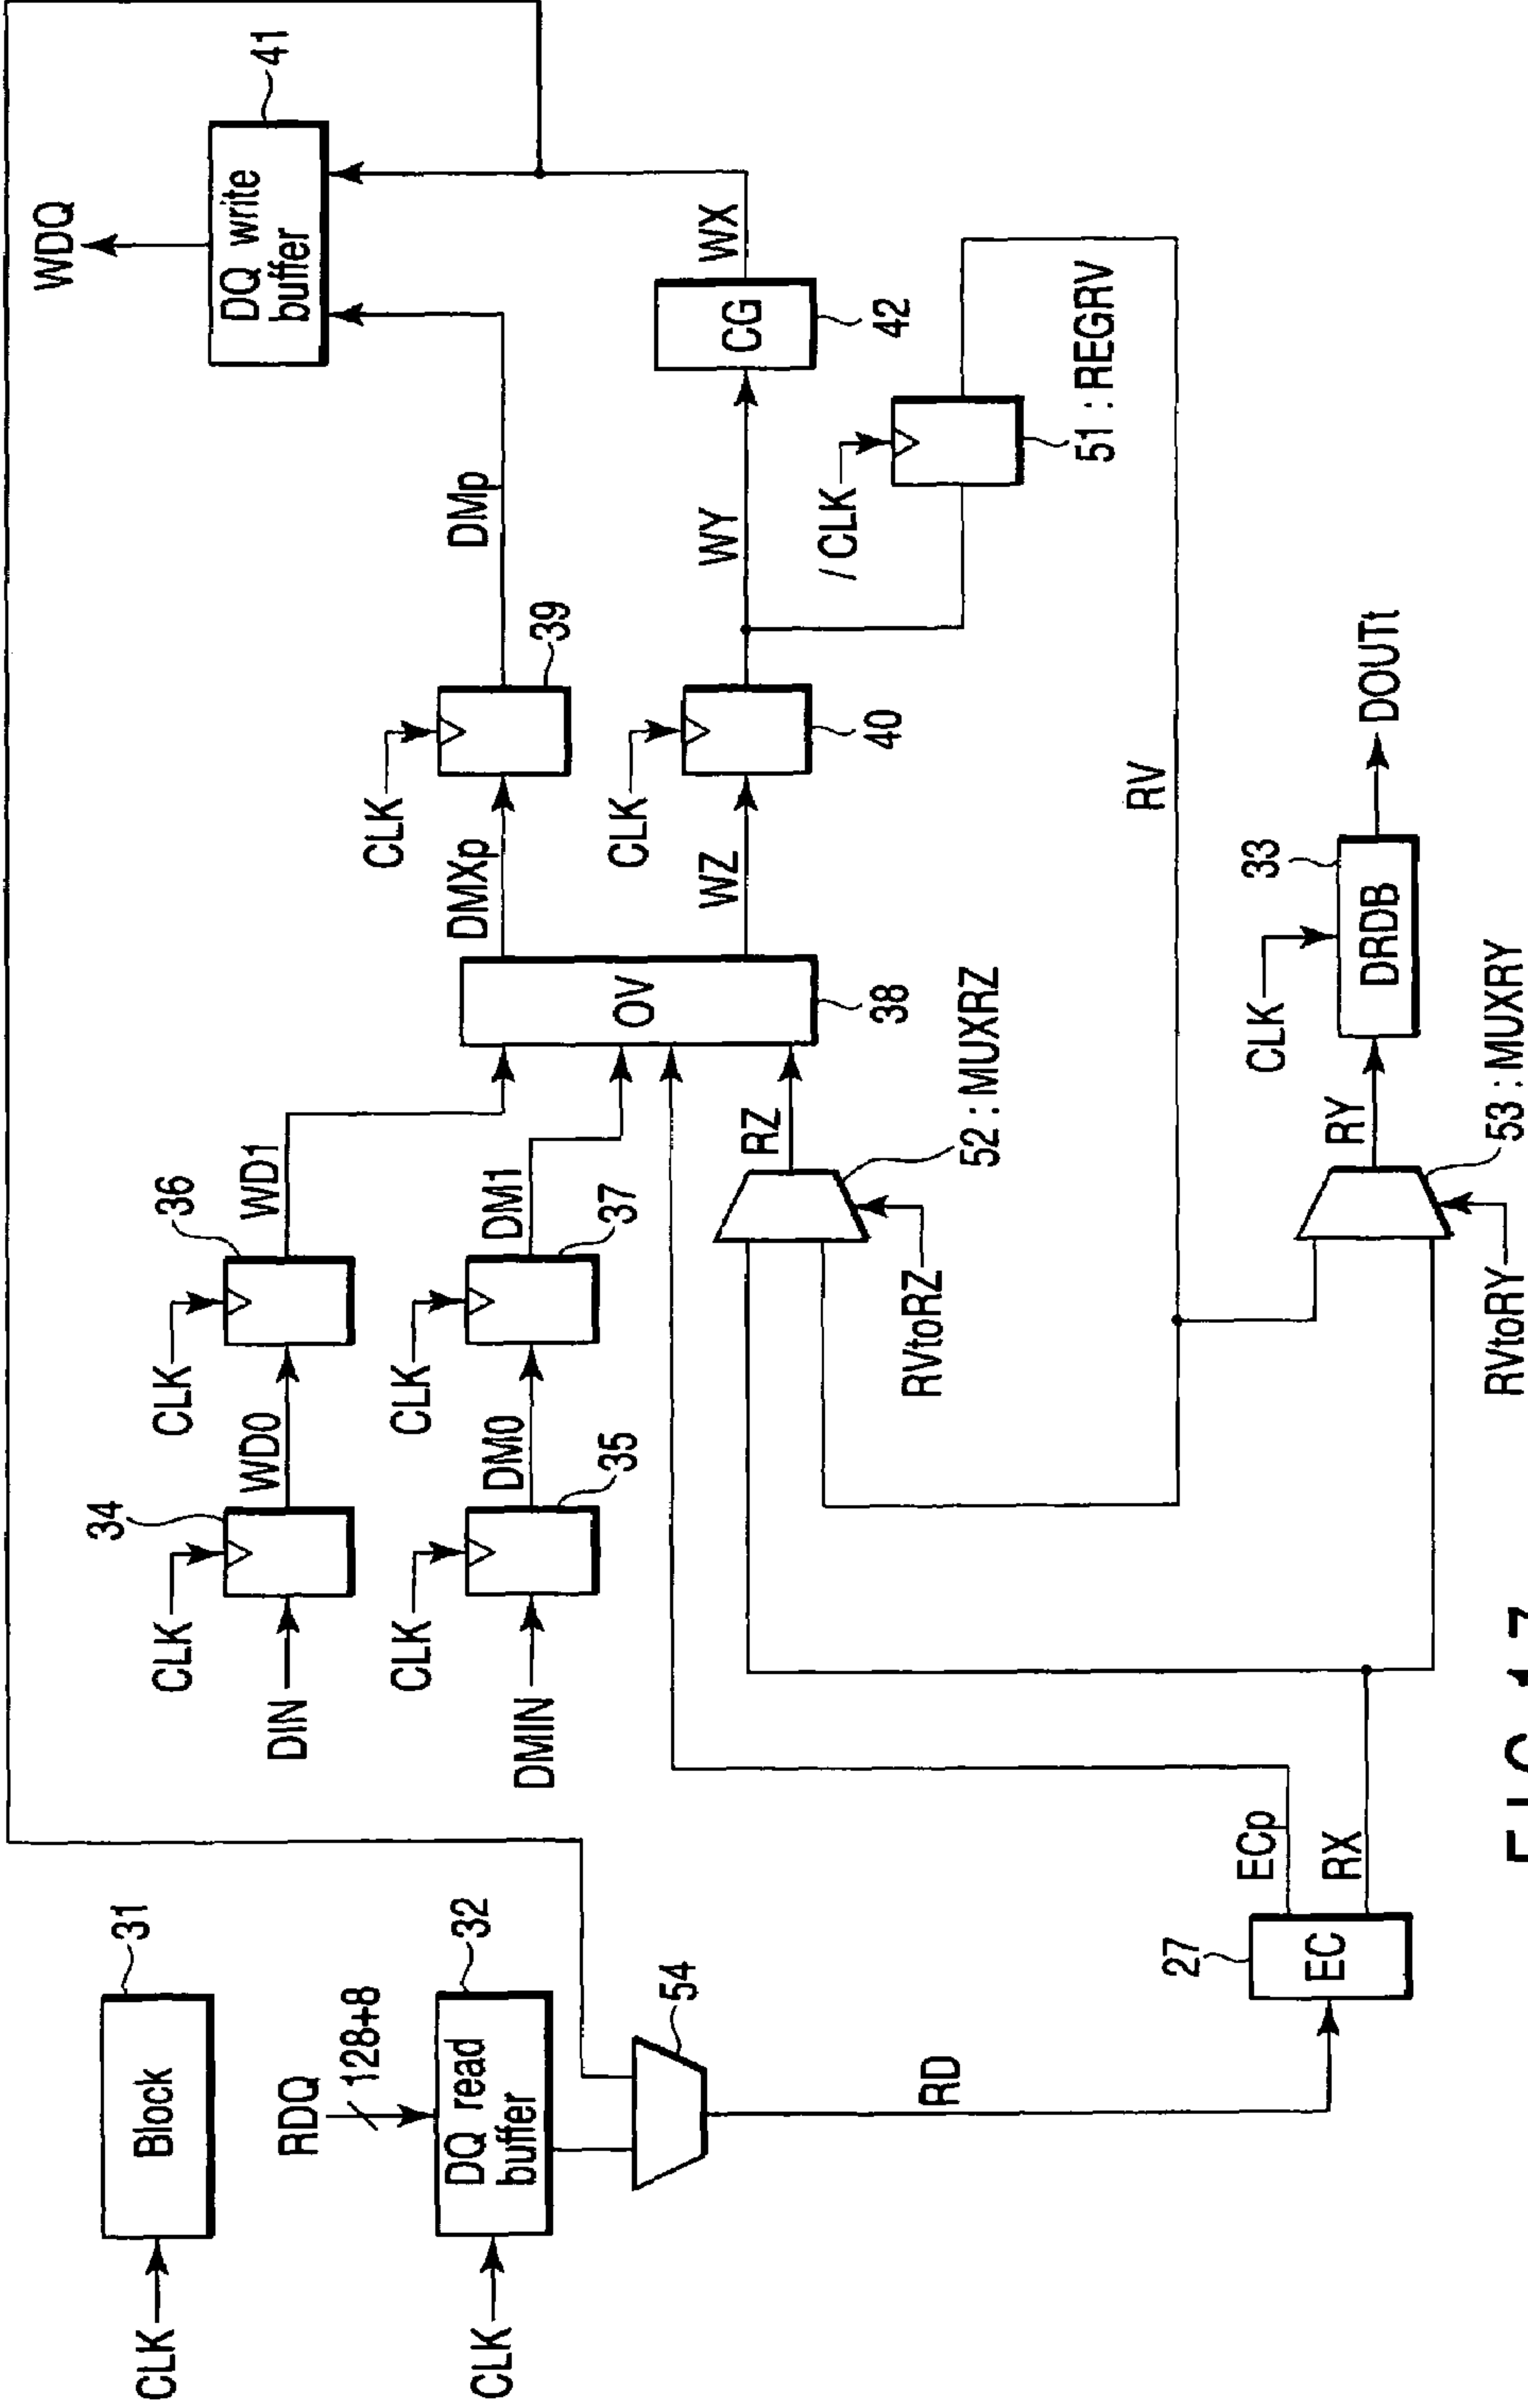 CLK
Block
31
RDQ
128+8
CLK
DQ read
buffer
32
54
RD
27
EC
ECp
RX
DIN
CLK
34
WD0
CLK
36
WD1
DMIN
CLK
35
DM0
CLK
37
DM1
RVtoRZ
RZ
52 : MUXRZ
OV
38
DMXp
CLK
39
DMp
WZ
CLK
40
WY
CG
42
WX
WDQ
DQ write
buffer
41
/ CLK
51 : REGRV
RV
RVtoRY
RY
53 : MUXRY
CLK
DRDB
33
DOUTt